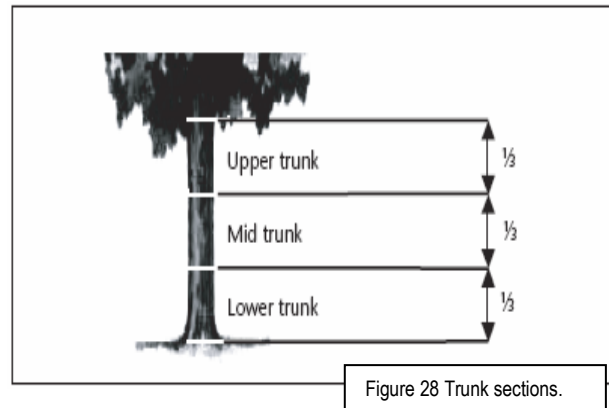 Upper trunk
⅓
Mid trunk
⅓
Lower trunk
⅓
Figure 28 Trunk sections.